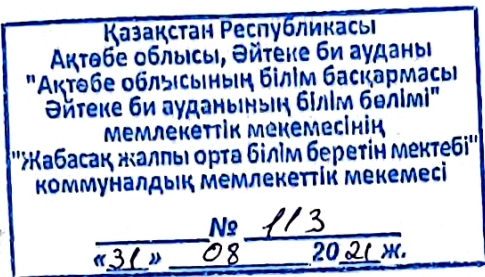 Қазақстан Республикасы
Ақтөбе облысы, Әйтеке би ауданы
"Ақтөбе облысының білім басқармасы
Әйтеке би ауданының білім бөлімі"
мемлекеттік мекемесінің
"Жабасақ жалпы орта білім беретін мектебі"
коммуналдық мемлекеттік мекемесі
№ 113
«31» 08 2021 ж.